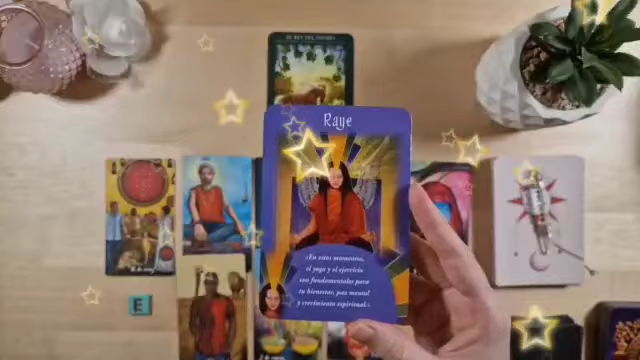 EL REY DEL MUNDO
Raye
«En estos momentos,
el yoga y el ejercicio
son fundamentales para
tu bienestar, paz mental
y crecimiento espiritual.»
E